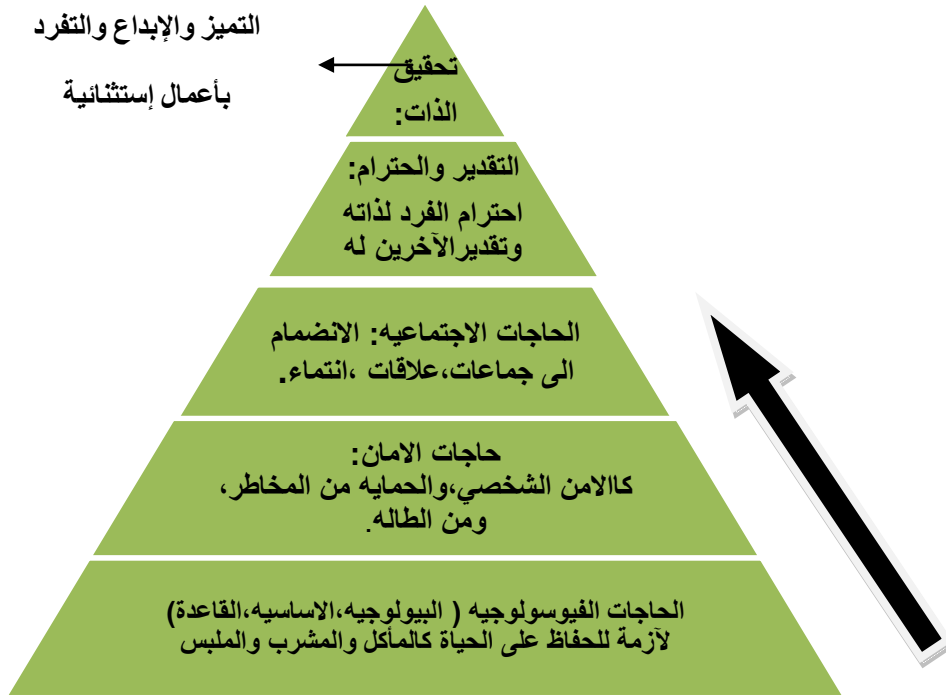 التميز والإبداع والتفرد
بأعمال إستثنائية
تحقيق
الذات:
التقدير والحترام:
احترام الفرد لذاته
وتقديرالآخرين له
الحاجات الاجتماعيه: الانضمام
الى جماعات،علاقات ،انتماء.
حاجات الامان:
كاالامن الشخصي،والحمايه من المخاطر،
ومن الطاله.
الحاجات الفيوسولوجيه ( البيولوجيه،الاساسيه،القاعدة)
لآزمة للحفاظ على الحياة كالمأكل والمشرب والملبس